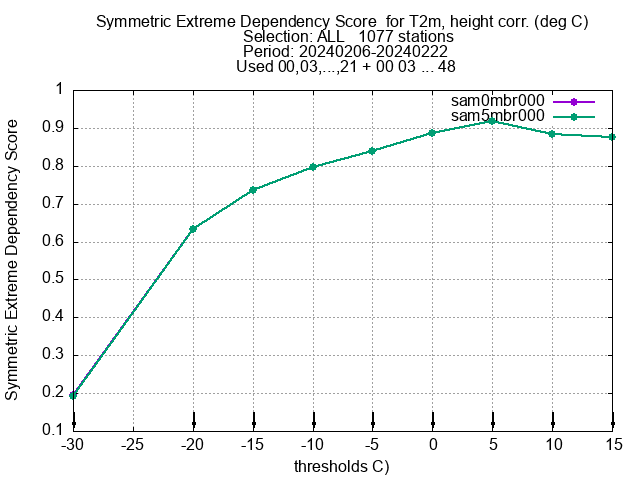 Symmetric Extreme Dependency Score  for T2m, height corr. (deg C)
Selection: ALL   1077 stations
Period: 20240206-20240222
Used 00,03,...,21 + 00 03 ... 48
sam0mbr000
sam5mbr000
Symmetric Extreme Dependency Score
1
0.9
0.8
0.7
0.6
0.5
0.4
0.3
0.2
0.1
-30 -25 -20 -15 -10 -5 0 5 10 15
thresholds C)